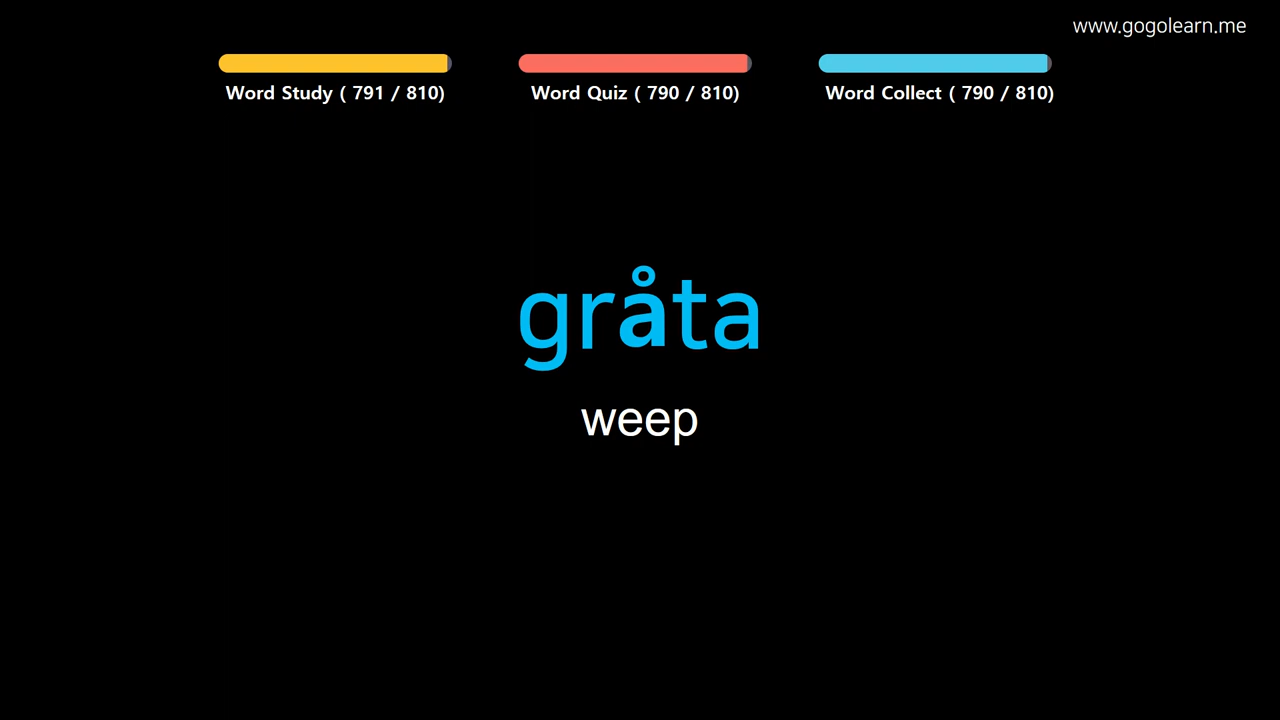 www.gogolearn.me
Word Study ( 791 / 810)
Word Quiz ( 790 / 810)
Word Collect ( 790 / 810)
gråta
weep